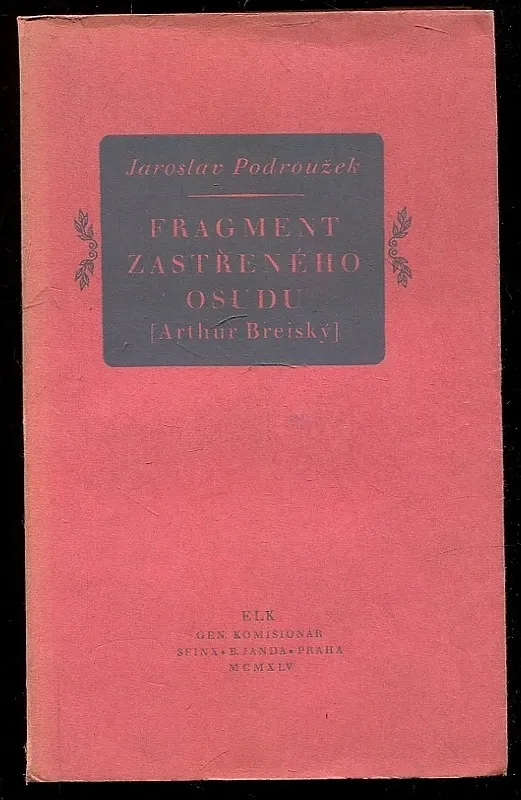 Jaroslav Podroužek
FRAGMENT
ZASTŘENÉHO
OSUDU
[Arthur Breiský]
ELK
GEN. KOMISIONÁŘ
SFINX • B. JANDA • PRAHA
MCMXLV